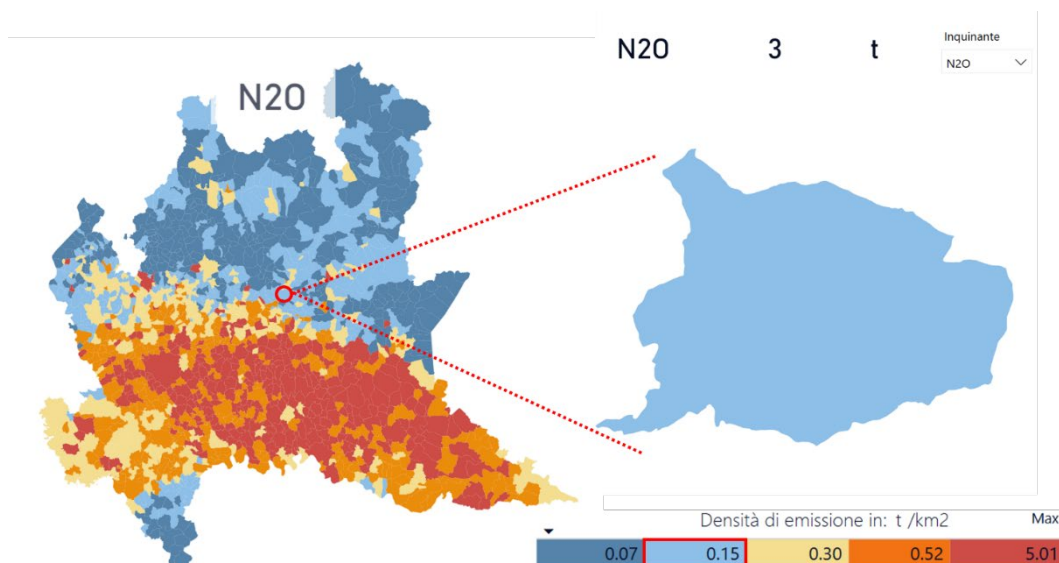 N2O
N2O 3 t
Inquinante
N2O
Densità di emissione in: t /km2 Max
0.07 0.15 0.30 0.52 5.01